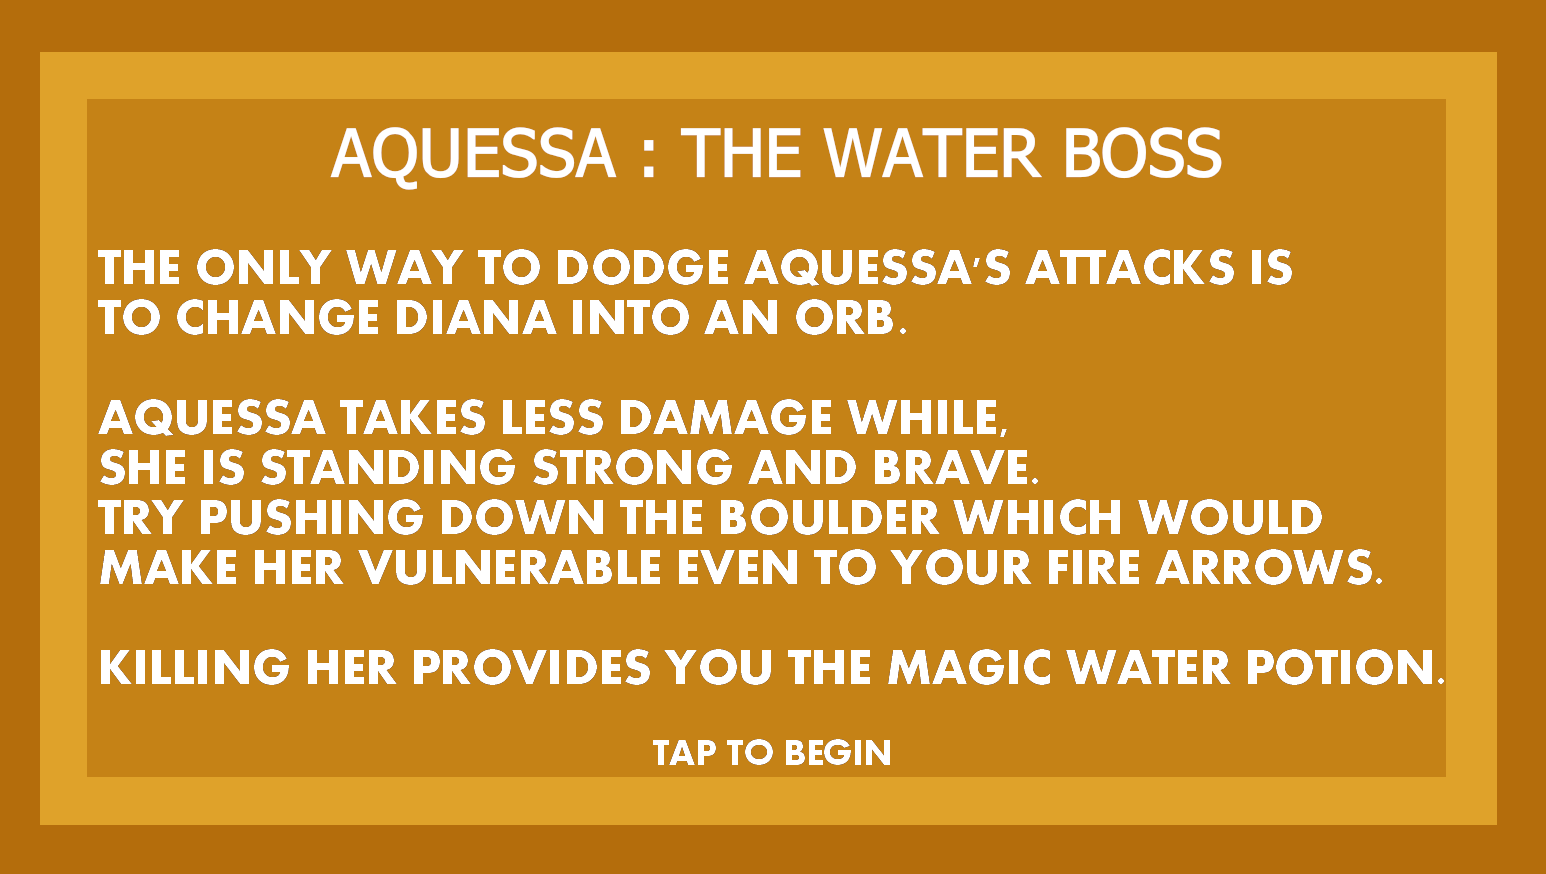 AQUESSA : THE WATER BOSS
THE ONLY WAY TO DODGE AQUESSA'S ATTACKS IS
TO CHANGE DIANA INTO AN ORB.
AQUESSA TAKES LESS DAMAGE WHILE,
SHE IS STANDING STRONG AND BRAVE.
TRY PUSHING DOWN THE BOULDER WHICH WOULD
MAKE HER VULNERABLE EVEN TO YOUR FIRE ARROWS.
KILLING HER PROVIDES YOU THE MAGIC WATER POTION.
TAP TO BEGIN